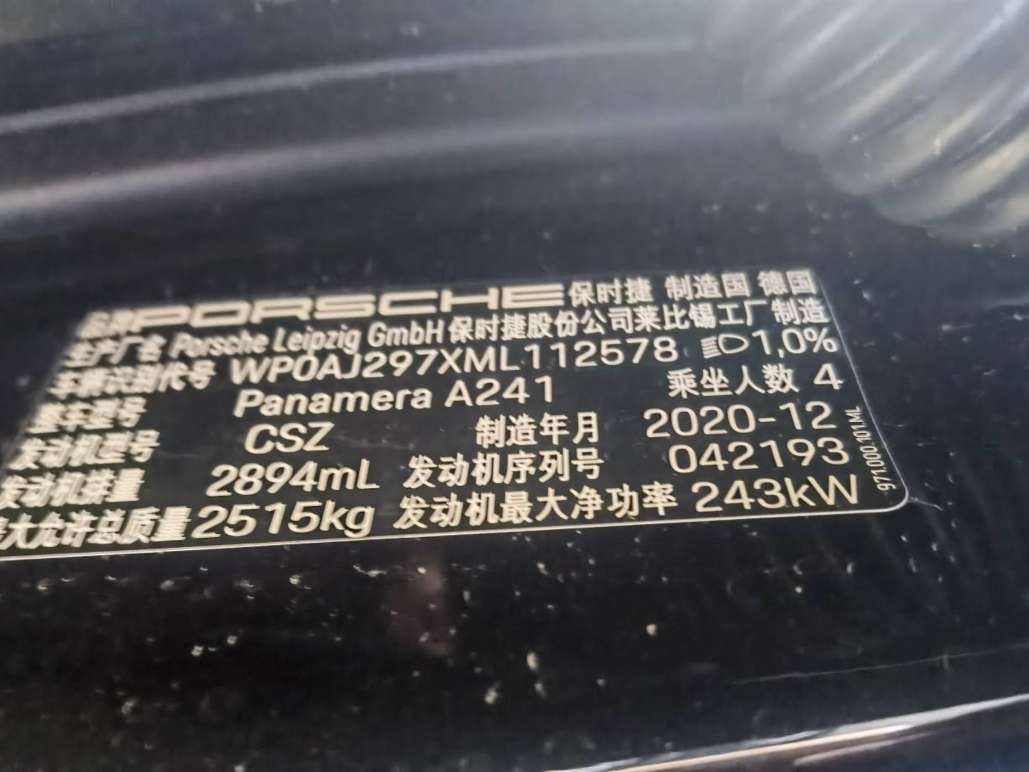 品牌 PORSCHE 保时捷 制造国 德国
生产厂名 Porsche Leipzig GmbH 保时捷股份公司莱比锡工厂制造
车辆识别代号 WP0AJ297XML112578 1,0%
整车型号 Panamera A241 乘坐人数 4
发动机型号 CSZ 制造年月 2020-12
发动机排量 2894mL 发动机序列号 042193
最大允许总质量 2515kg 发动机最大净功率 243kW
971.000.101.ML